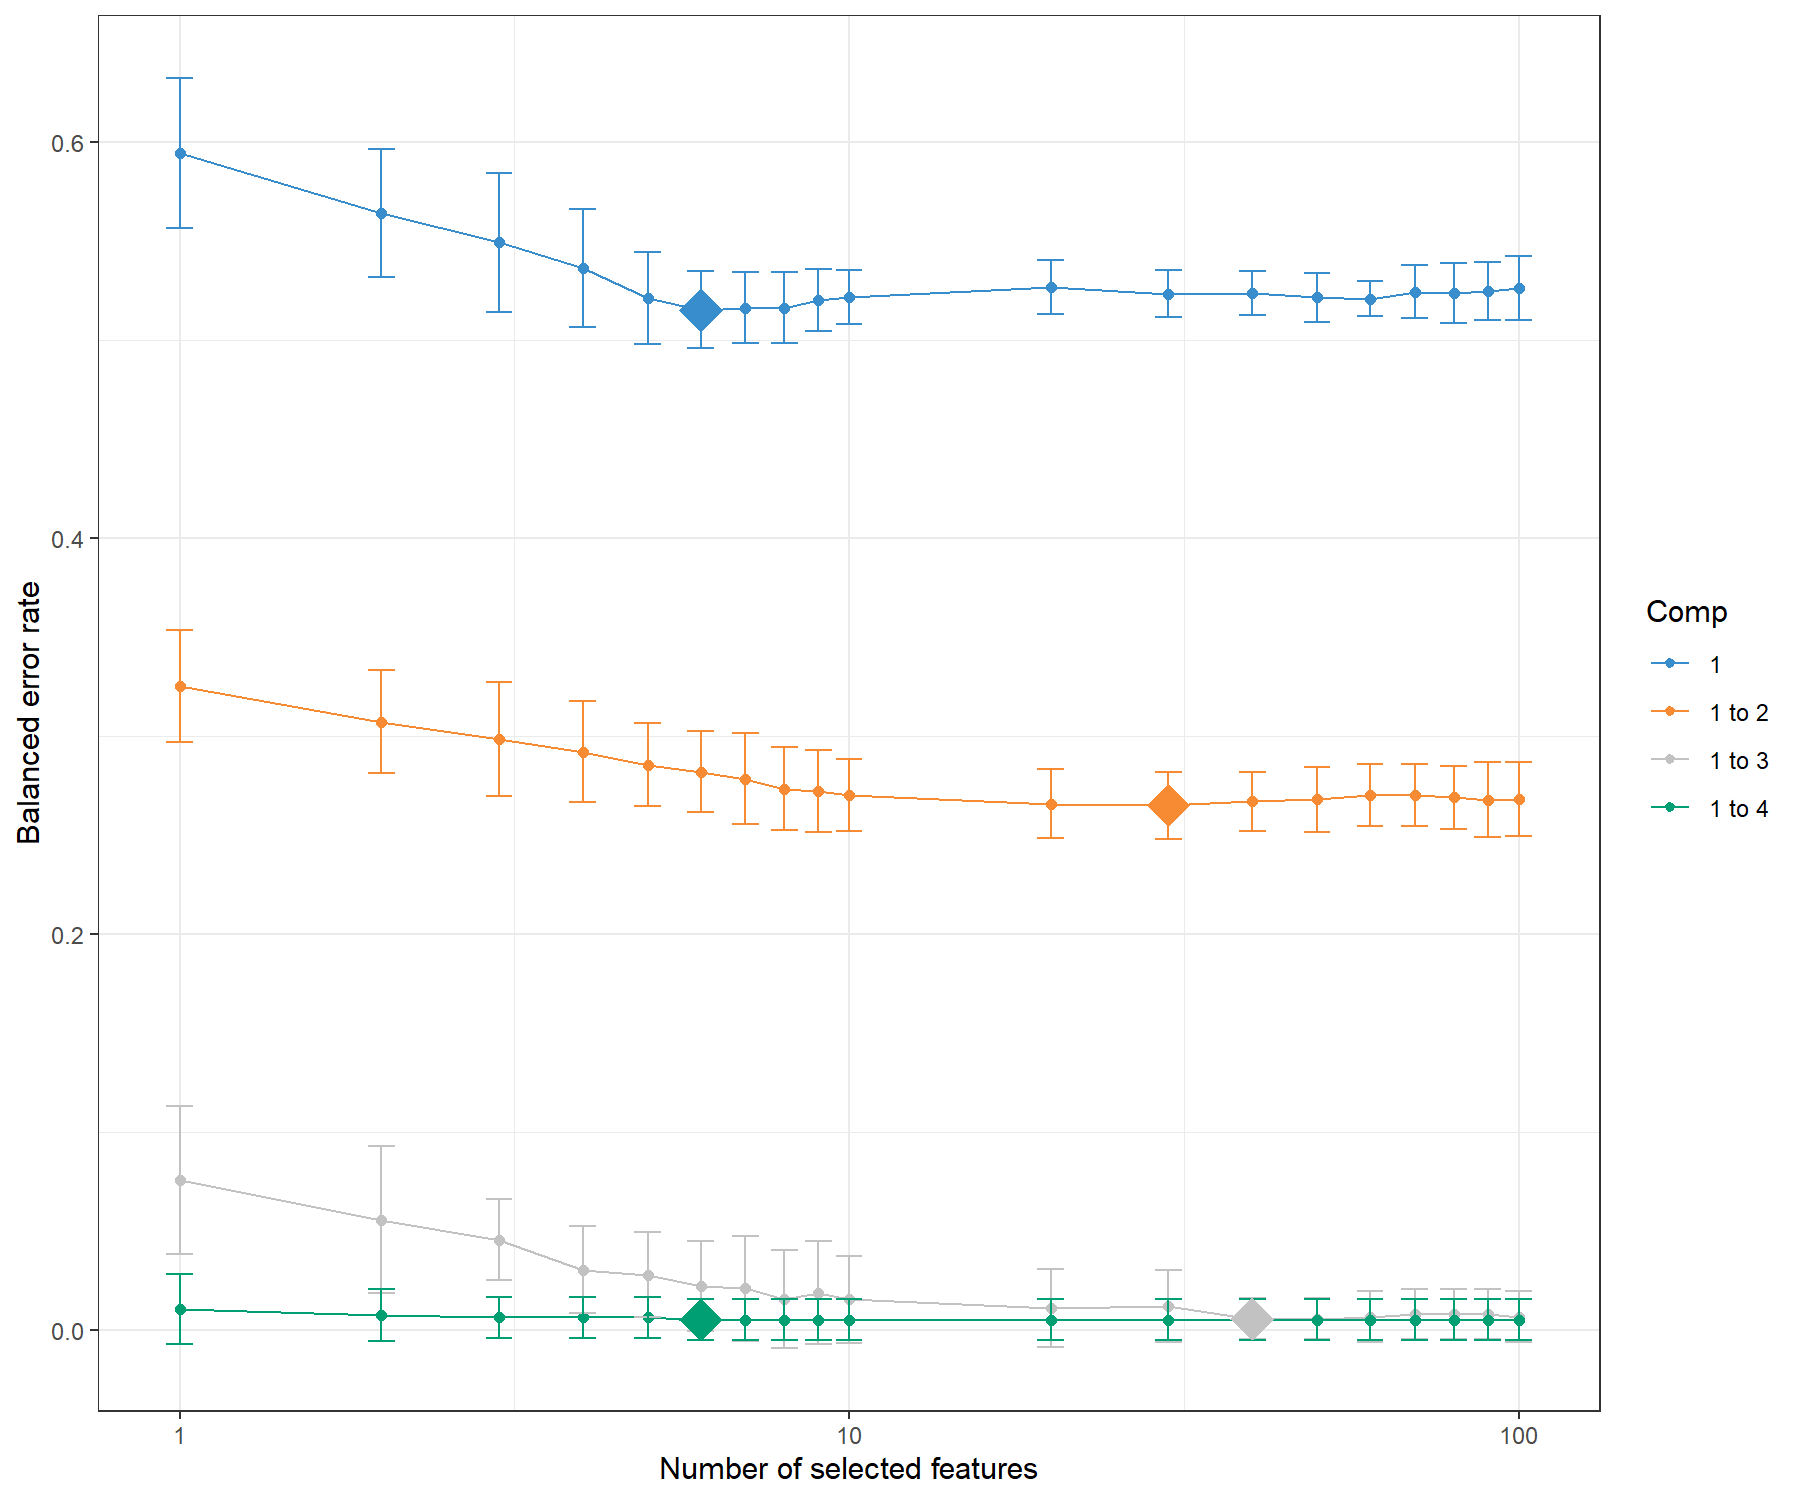 0.6
0.4
0.2
0.0
Balanced error rate
1
10
100
Number of selected features
Comp
1
1 to 2
1 to 3
1 to 4